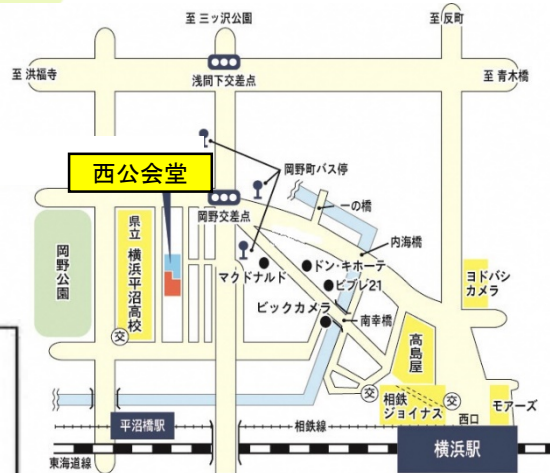 至 三ッ沢公園
至 反町
至 洪福寺
浅間下交差点
至 青木橋
西公会堂
岡野町バス停
岡野交差点
一の橋
内海橋
岡野公園
県立 横浜平沼高校
マクドナルド
ドン・キホーテ
ビブレ21
ヨドバシ
カメラ
ビックカメラ
南幸橋
交
高島屋
交
相鉄
ジョイナス
交
西口
モアーズ
平沼橋駅
相鉄線
横浜駅
東海道線